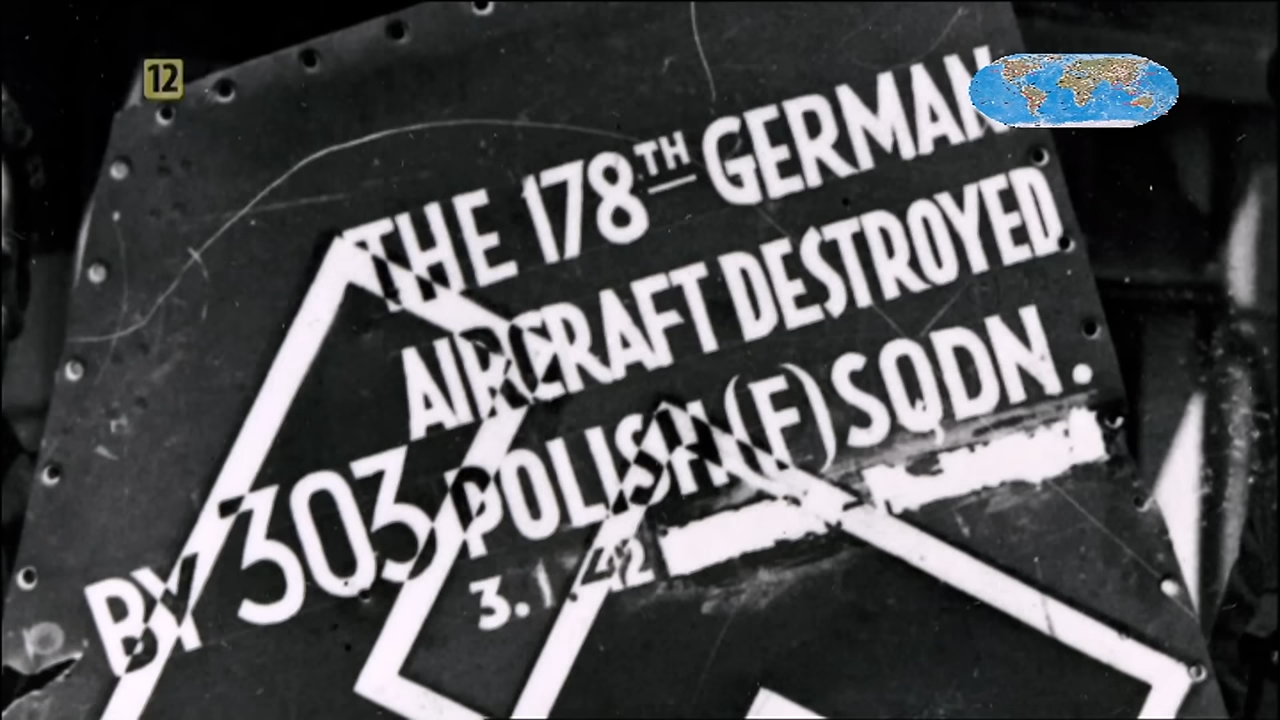 12
THE 178TH GERMAN
AIRCRAFT DESTROYED
BY 303 POLISH (F) SQDN.
3.1.42